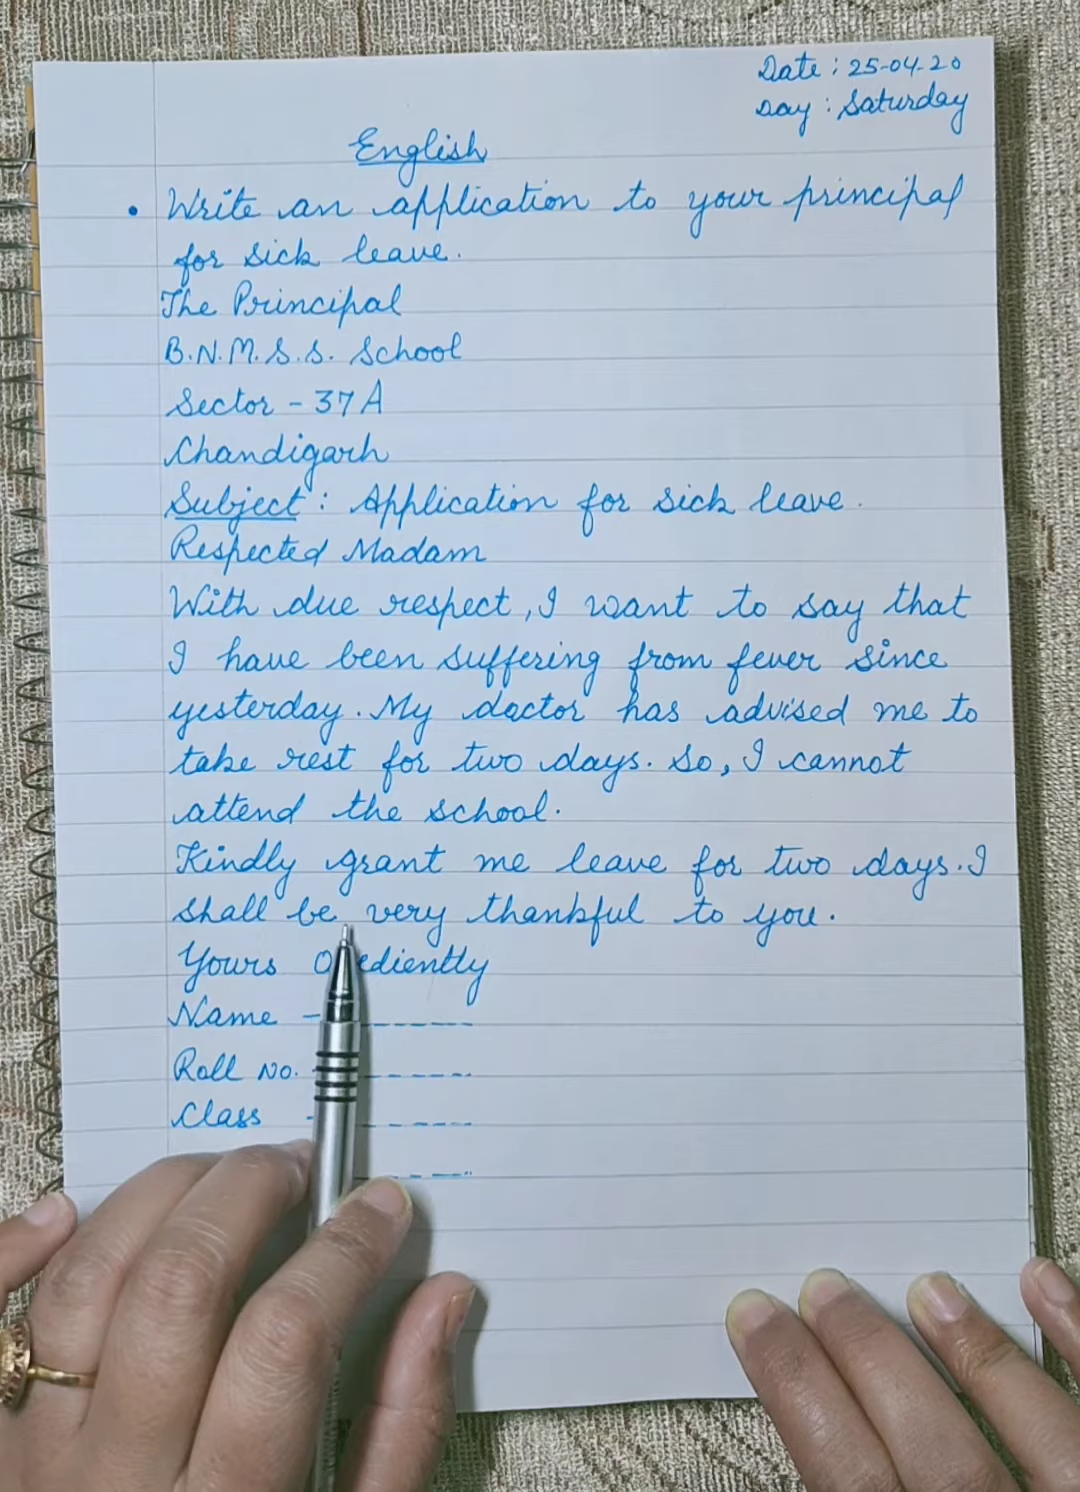 Date : 25-04-20
Day : Saturday
English
• Write an application to your principal
for sick leave.
The Principal
B.N.M.S.S. School
Sector - 37 A
Chandigarh
Subject : Application for sick leave.
Respected Madam
With due respect, I want to say that
I have been suffering from fever since
yesterday. My doctor has advised me to
take rest for two days. So, I cannot
attend the school.
Kindly grant me leave for two days. I
shall be very thankful to you.
Yours
Name - ------
Roll No. - ------
Class - ------